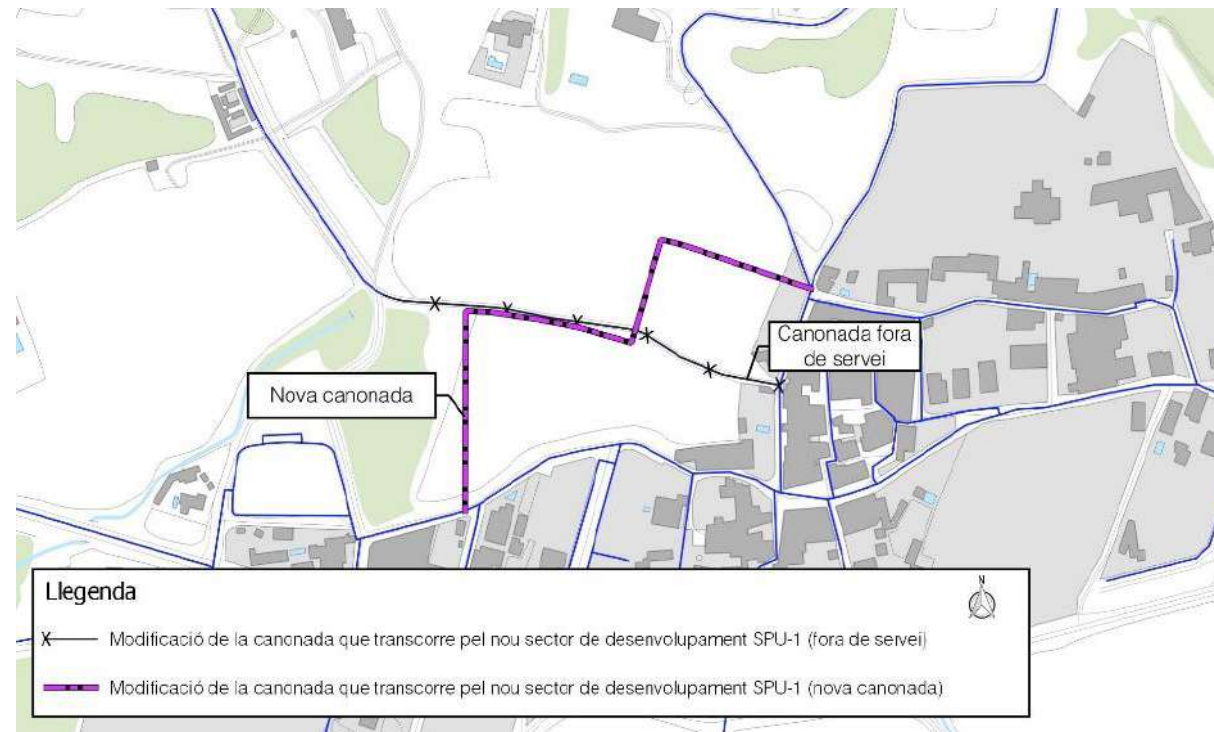 Canonada fora
de servei
Nova canonada
Llegenda
N
Modificació de la canonada que transcorre pel nou sector de desenvolupament SPU-1 (fora de servei)
Modificació de la canonada que transcorre pel nou sector de desenvolupament SPU-1 (nova canonada)